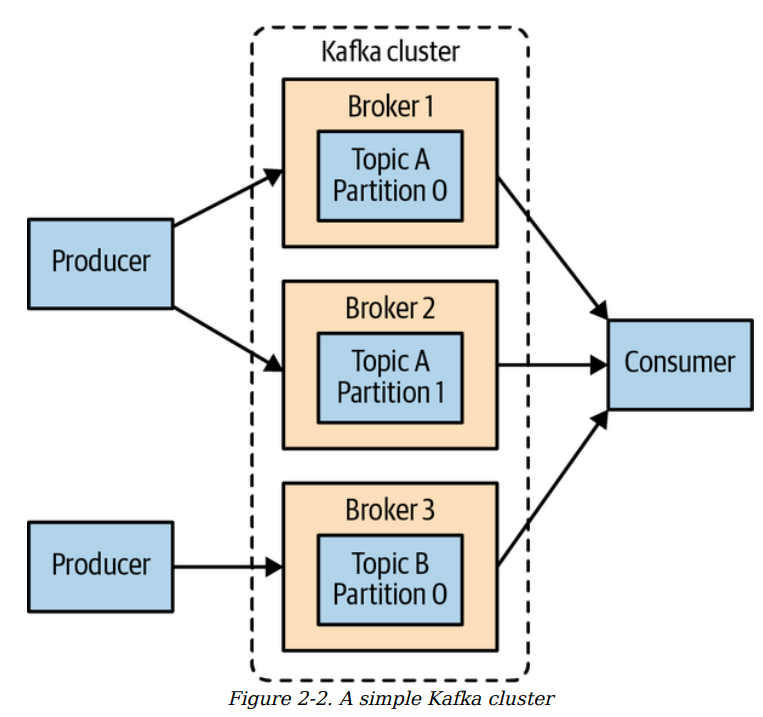 Kafka cluster
Broker 1
Topic A
Partition 0
Producer
Broker 2
Topic A
Partition 1
Consumer
Broker 3
Topic B
Partition 0
Producer
Figure 2-2. A simple Kafka cluster